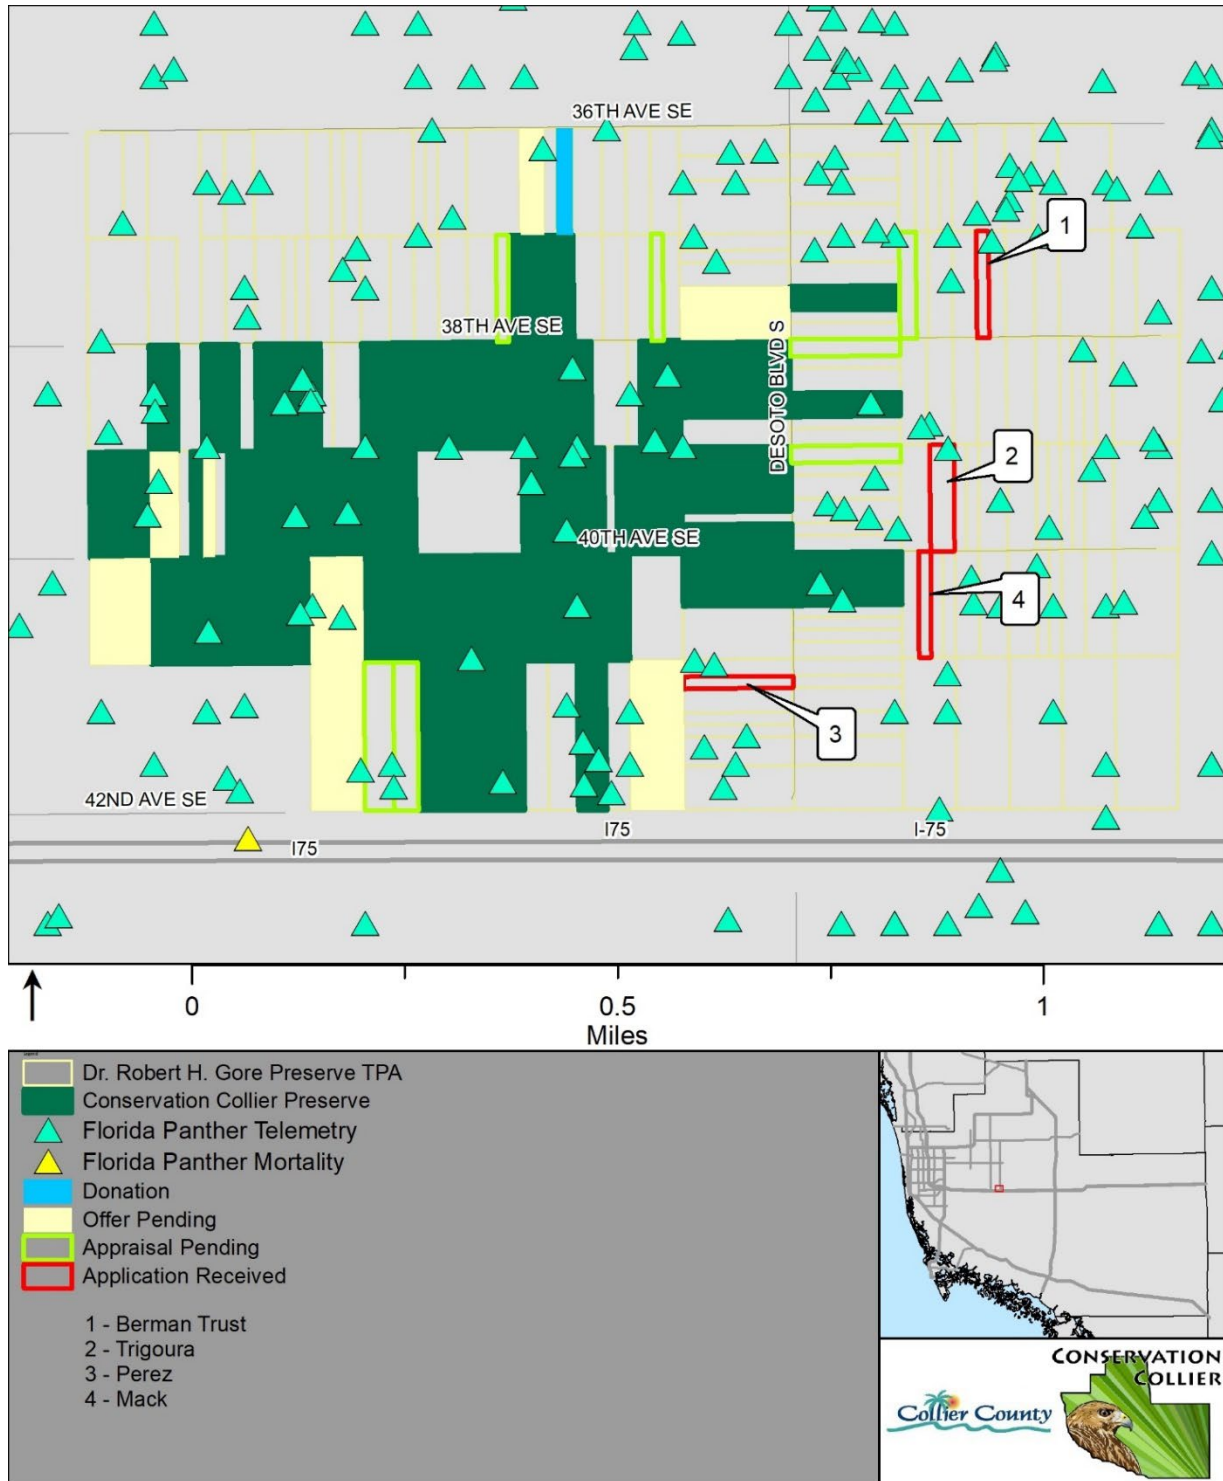 36TH AVE SE
1
38TH AVE SE
DESOTO BLVD S
2
40TH AVE SE
4
3
42ND AVE SE
I75
I75
I-75
0
0.5
1
Miles
Dr. Robert H. Gore Preserve TPA
Conservation Collier Preserve
Florida Panther Telemetry
Florida Panther Mortality
Donation
Offer Pending
Appraisal Pending
Application Received
1 - Berman Trust
2 - Trigoura
3 - Perez
4 - Mack
CONSERVATION
COLLIER
Collier County